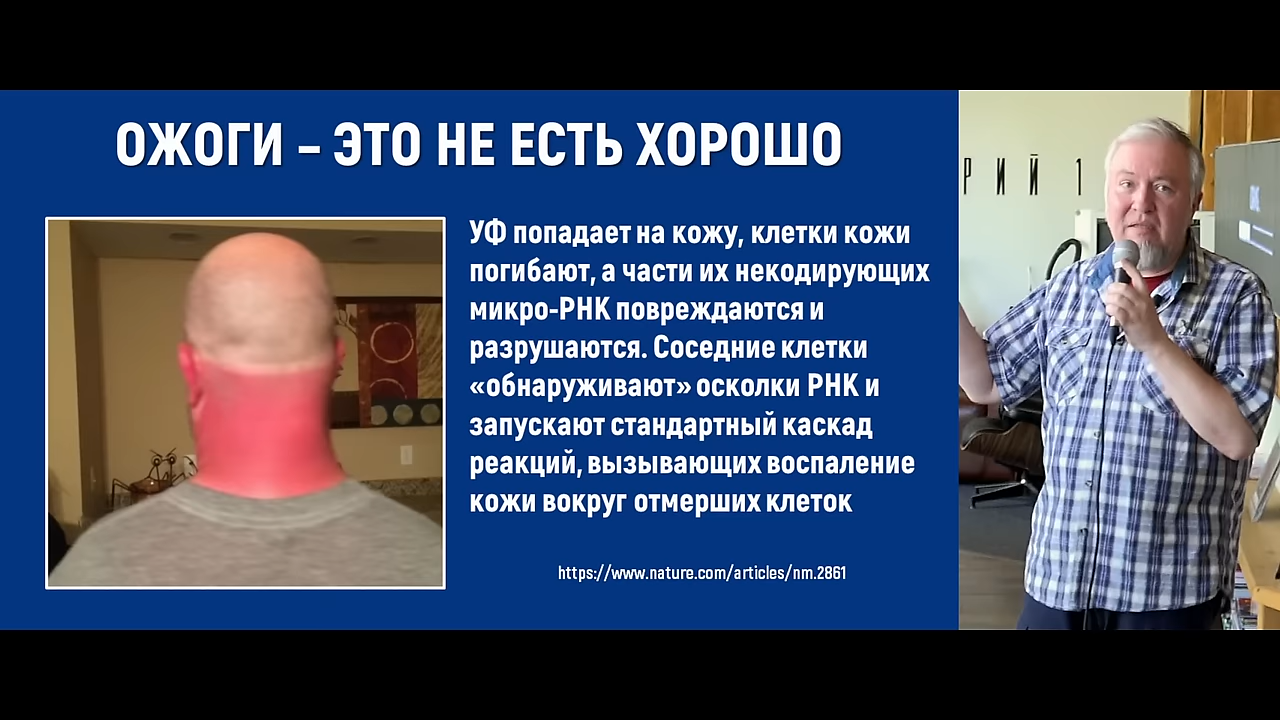 ОЖОГИ – ЭТО НЕ ЕСТЬ ХОРОШО
УФ попадает на кожу, клетки кожи
погибают, а части их некодирующих
микро-РНК повреждаются и
разрушаются. Соседние клетки
«обнаруживают» осколки РНК и
запускают стандартный каскад
реакций, вызывающих воспаление
кожи вокруг отмерших клеток
https://www.nature.com/articles/nm.2861
РИЙ 1